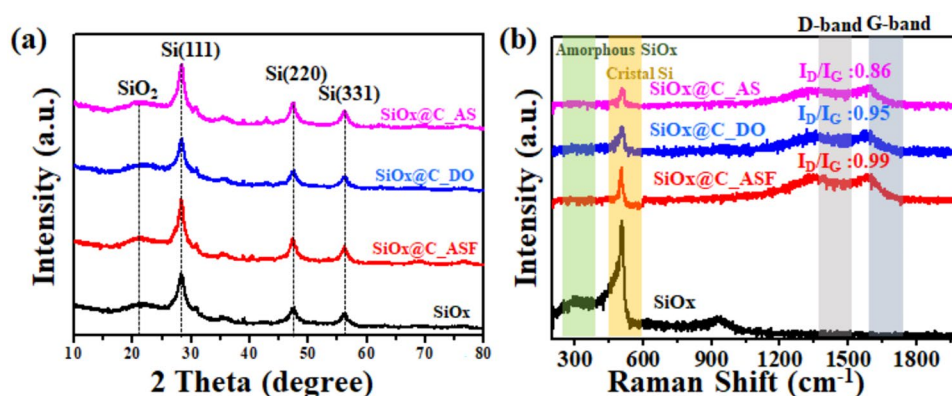 (a)
Si(111)
SiO2
Si(220)
Si(331)
SiOx@C_AS
SiOx@C_DO
SiOx@C_ASF
SiOx
Intensity (a.u.)
10 20 30 40 50 60 70 80
2 Theta (degree)
(b)
D-band G-band
Amorphous SiOx
Cristal Si
ID/IG :0.86
SiOx@C_AS
ID/IG :0.95
SiOx@C_DO
ID/IG :0.99
SiOx@C_ASF
SiOx
Intensity (a.u.)
300 600 900 1200 1500 1800
Raman Shift (cm-1)